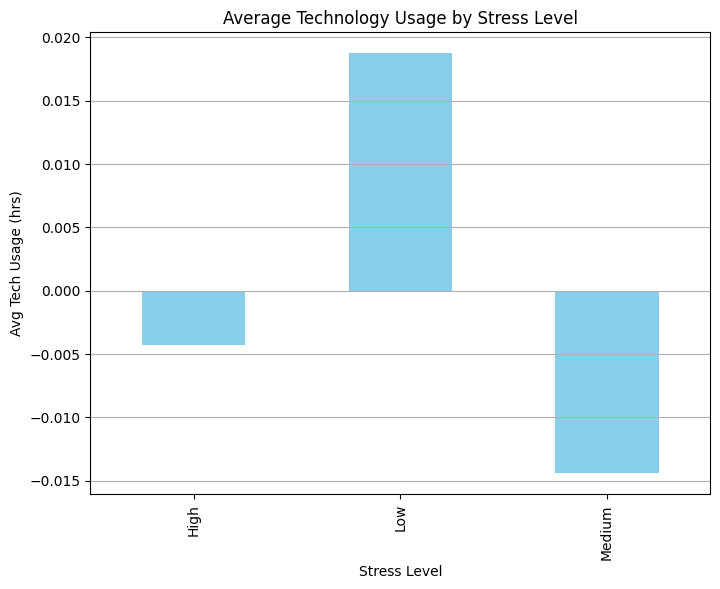 Average Technology Usage by Stress Level
Avg Tech Usage (hrs)
0.020
0.015
0.010
0.005
0.000
−0.005
−0.010
−0.015
High
Low
Medium
Stress Level